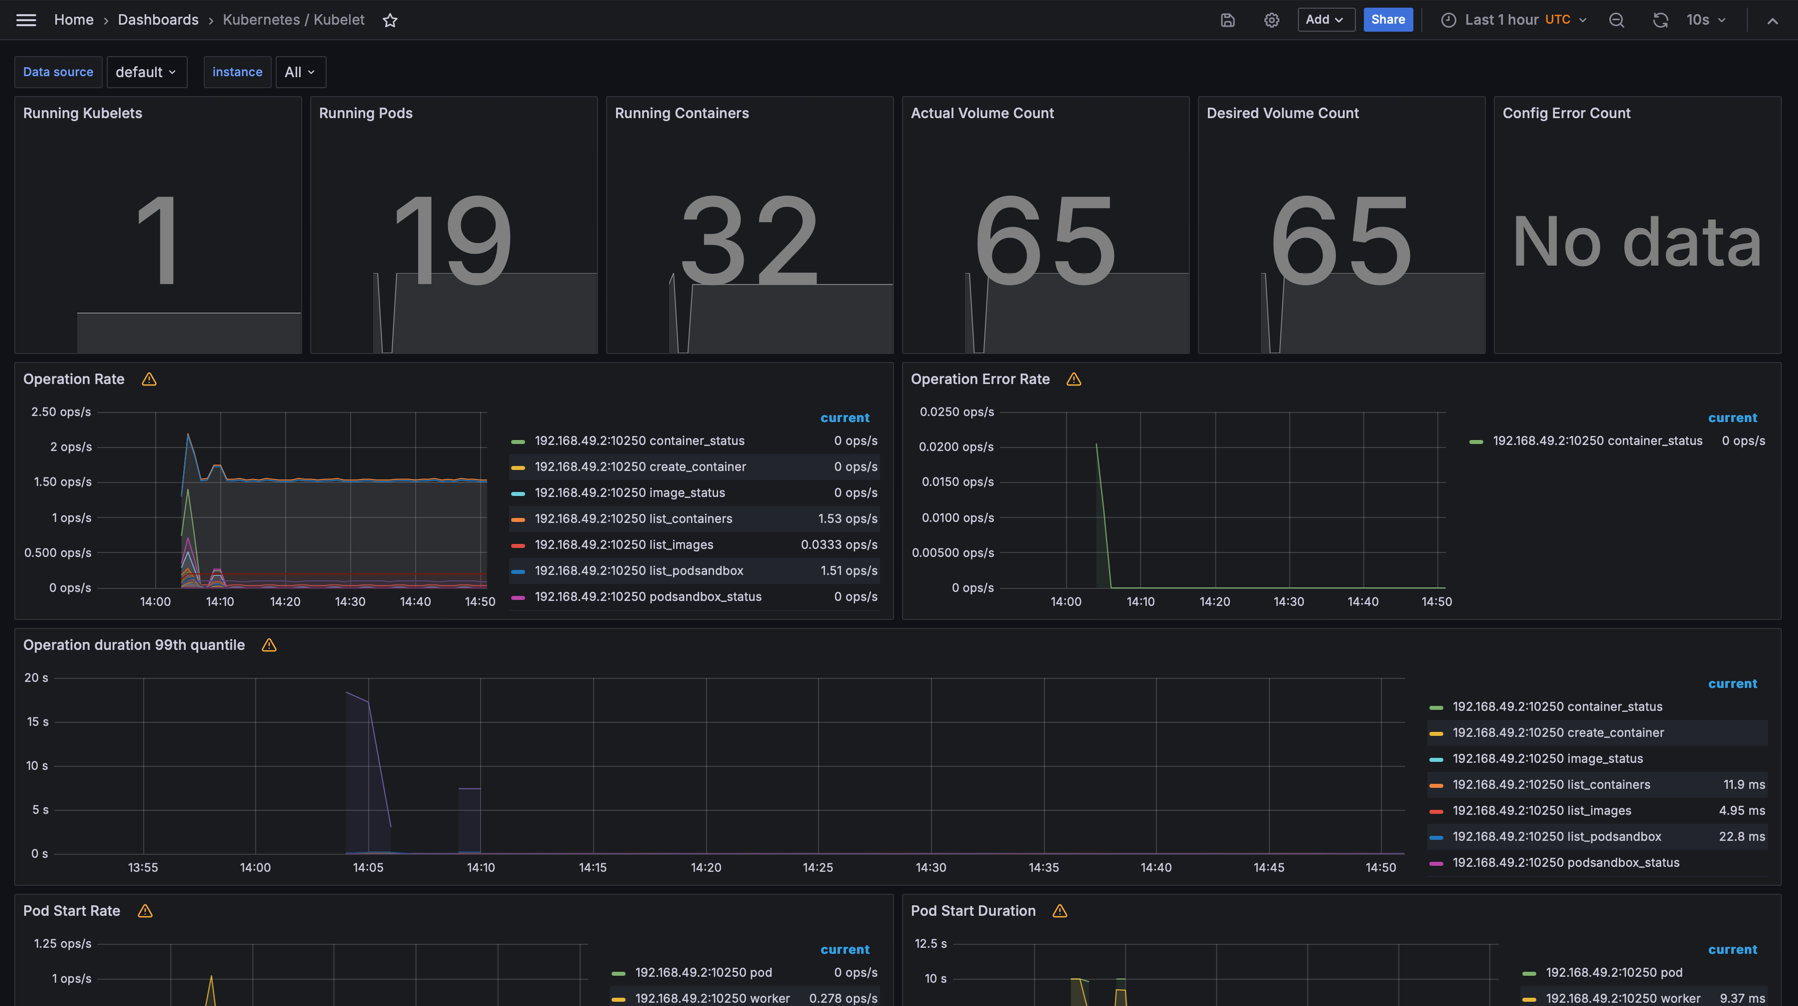 Home › Dashboards › Kubernetes / Kubelet
Add
Share
Last 1 hour UTC
10s
Data source default instance All
Running Kubelets
1
Running Pods
19
Running Containers
32
Actual Volume Count
65
Desired Volume Count
65
Config Error Count
No data
Operation Rate
2.50 ops/s
2 ops/s
1.50 ops/s
1 ops/s
0.500 ops/s
0 ops/s
14:00 14:10 14:20 14:30 14:40 14:50
current
192.168.49.2:10250 container_status 0 ops/s
192.168.49.2:10250 create_container 0 ops/s
192.168.49.2:10250 image_status 0 ops/s
192.168.49.2:10250 list_containers 1.53 ops/s
192.168.49.2:10250 list_images 0.0333 ops/s
192.168.49.2:10250 list_podsandbox 1.51 ops/s
192.168.49.2:10250 podsandbox_status 0 ops/s
Operation Error Rate
0.0250 ops/s
0.0200 ops/s
0.0150 ops/s
0.0100 ops/s
0.00500 ops/s
0 ops/s
14:00 14:10 14:20 14:30 14:40 14:50
current
192.168.49.2:10250 container_status 0 ops/s
Operation duration 99th quantile
20 s
15 s
10 s
5 s
0 s
13:55 14:00 14:05 14:10 14:15 14:20 14:25 14:30 14:35 14:40 14:45 14:50
current
192.168.49.2:10250 container_status
192.168.49.2:10250 create_container
192.168.49.2:10250 image_status
192.168.49.2:10250 list_containers 11.9 ms
192.168.49.2:10250 list_images 4.95 ms
192.168.49.2:10250 list_podsandbox 22.8 ms
192.168.49.2:10250 podsandbox_status
Pod Start Rate
1.25 ops/s
1 ops/s
current
192.168.49.2:10250 pod 0 ops/s
192.168.49.2:10250 worker 0.278 ops/s
Pod Start Duration
12.5 s
10 s
current
192.168.49.2:10250 pod
192.168.49.2:10250 worker 9.37 ms